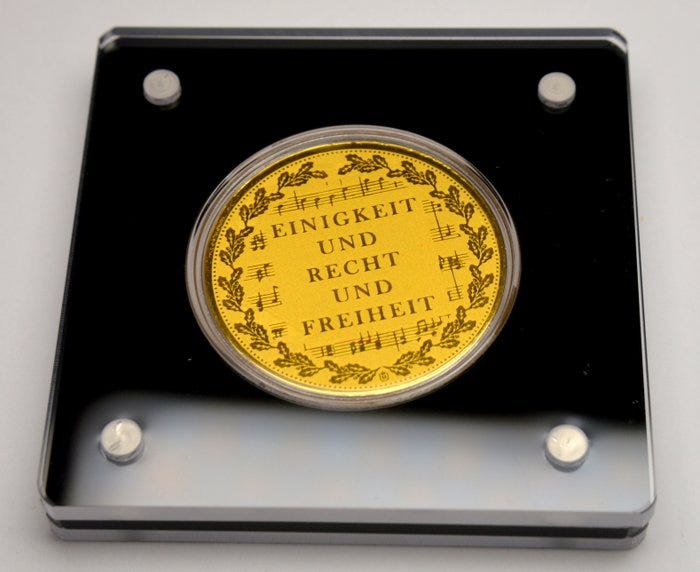 EINIGKEIT
UND
RECHT
UND
FREIHEIT